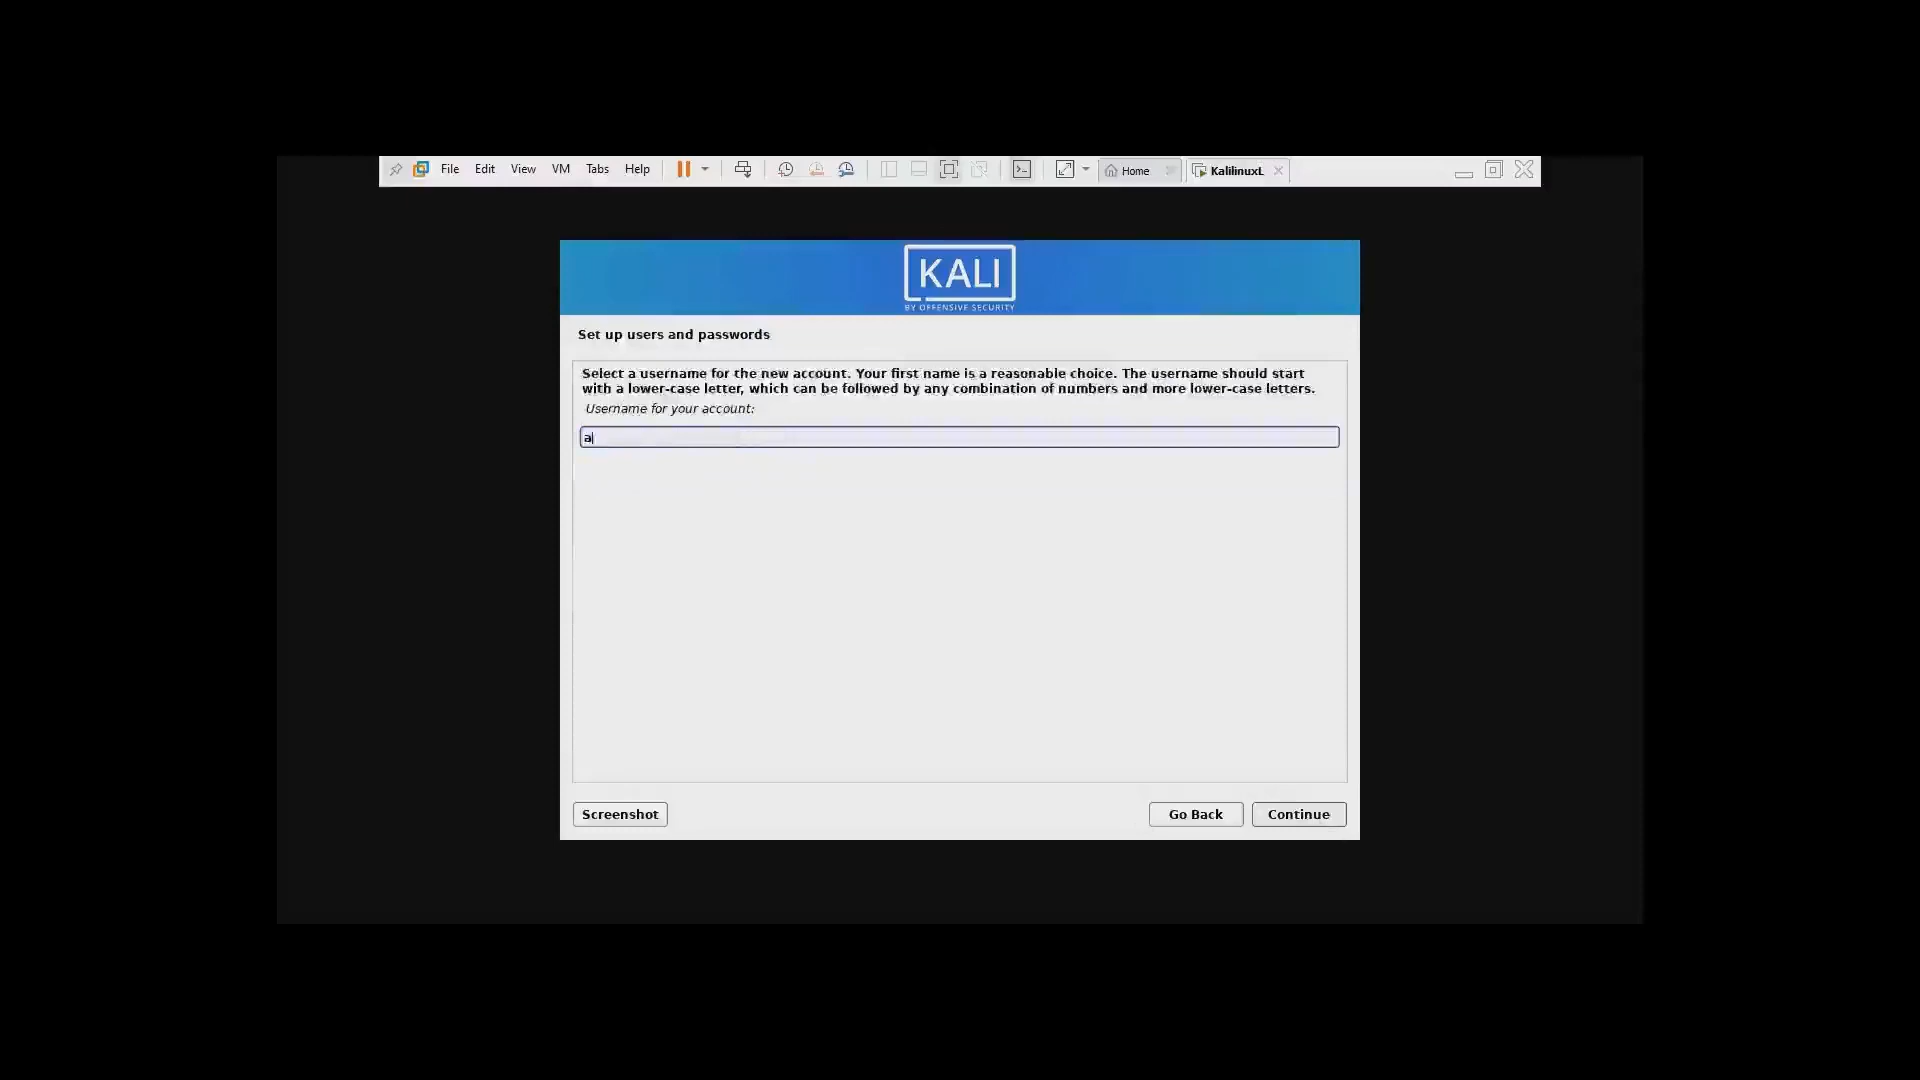 File Edit View VM Tabs Help Home KalilinuxL
KALI
BY OFFENSIVE SECURITY
Set up users and passwords
Select a username for the new account. Your first name is a reasonable choice. The username should start
with a lower-case letter, which can be followed by any combination of numbers and more lower-case letters.
Username for your account:
a
Screenshot Go Back Continue